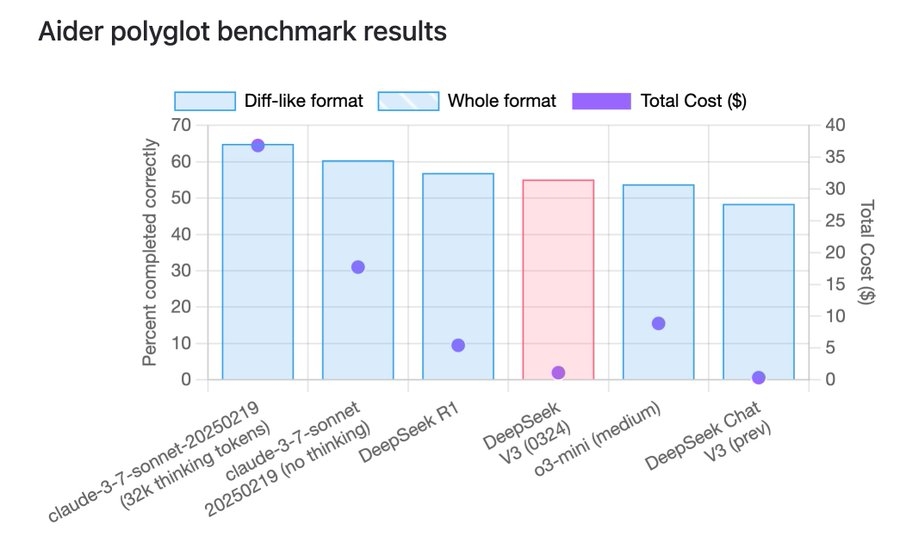 Aider polyglot benchmark results
Diff-like format
Whole format
Total Cost ($)
Percent completed correctly
70
60
50
40
30
20
10
0
40
35
30
25
20
15
10
5
0
Total Cost ($)
claude-3-7-sonnet-20250219
(32k thinking tokens)
claude-3-7-sonnet
20250219 (no thinking)
DeepSeek R1
DeepSeek
V3 (0324)
o3-mini (medium)
DeepSeek Chat
V3 (prev)